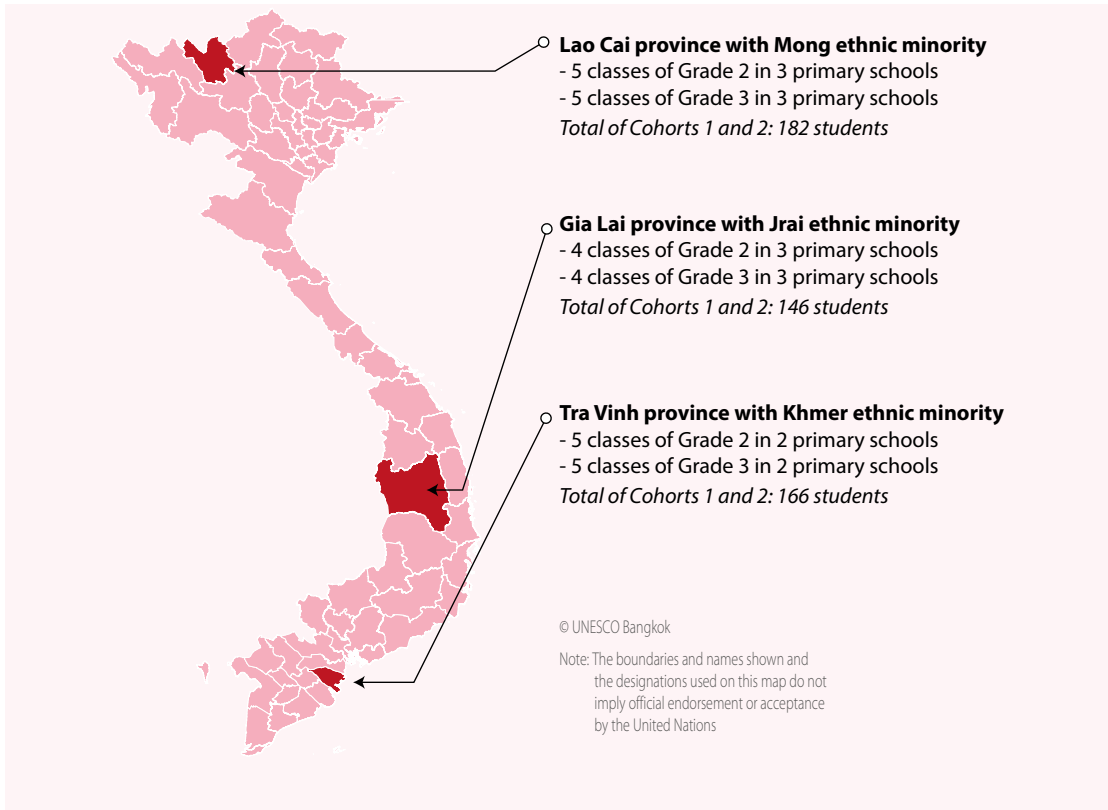 Lao Cai province with Mong ethnic minority
- 5 classes of Grade 2 in 3 primary schools
- 5 classes of Grade 3 in 3 primary schools
Total of Cohorts 1 and 2: 182 students
Gia Lai province with Jrai ethnic minority
- 4 classes of Grade 2 in 3 primary schools
- 4 classes of Grade 3 in 3 primary schools
Total of Cohorts 1 and 2: 146 students
Tra Vinh province with Khmer ethnic minority
- 5 classes of Grade 2 in 2 primary schools
- 5 classes of Grade 3 in 2 primary schools
Total of Cohorts 1 and 2: 166 students
© UNESCO Bangkok
Note: The boundaries and names shown and
the designations used on this map do not
imply official endorsement or acceptance
by the United Nations